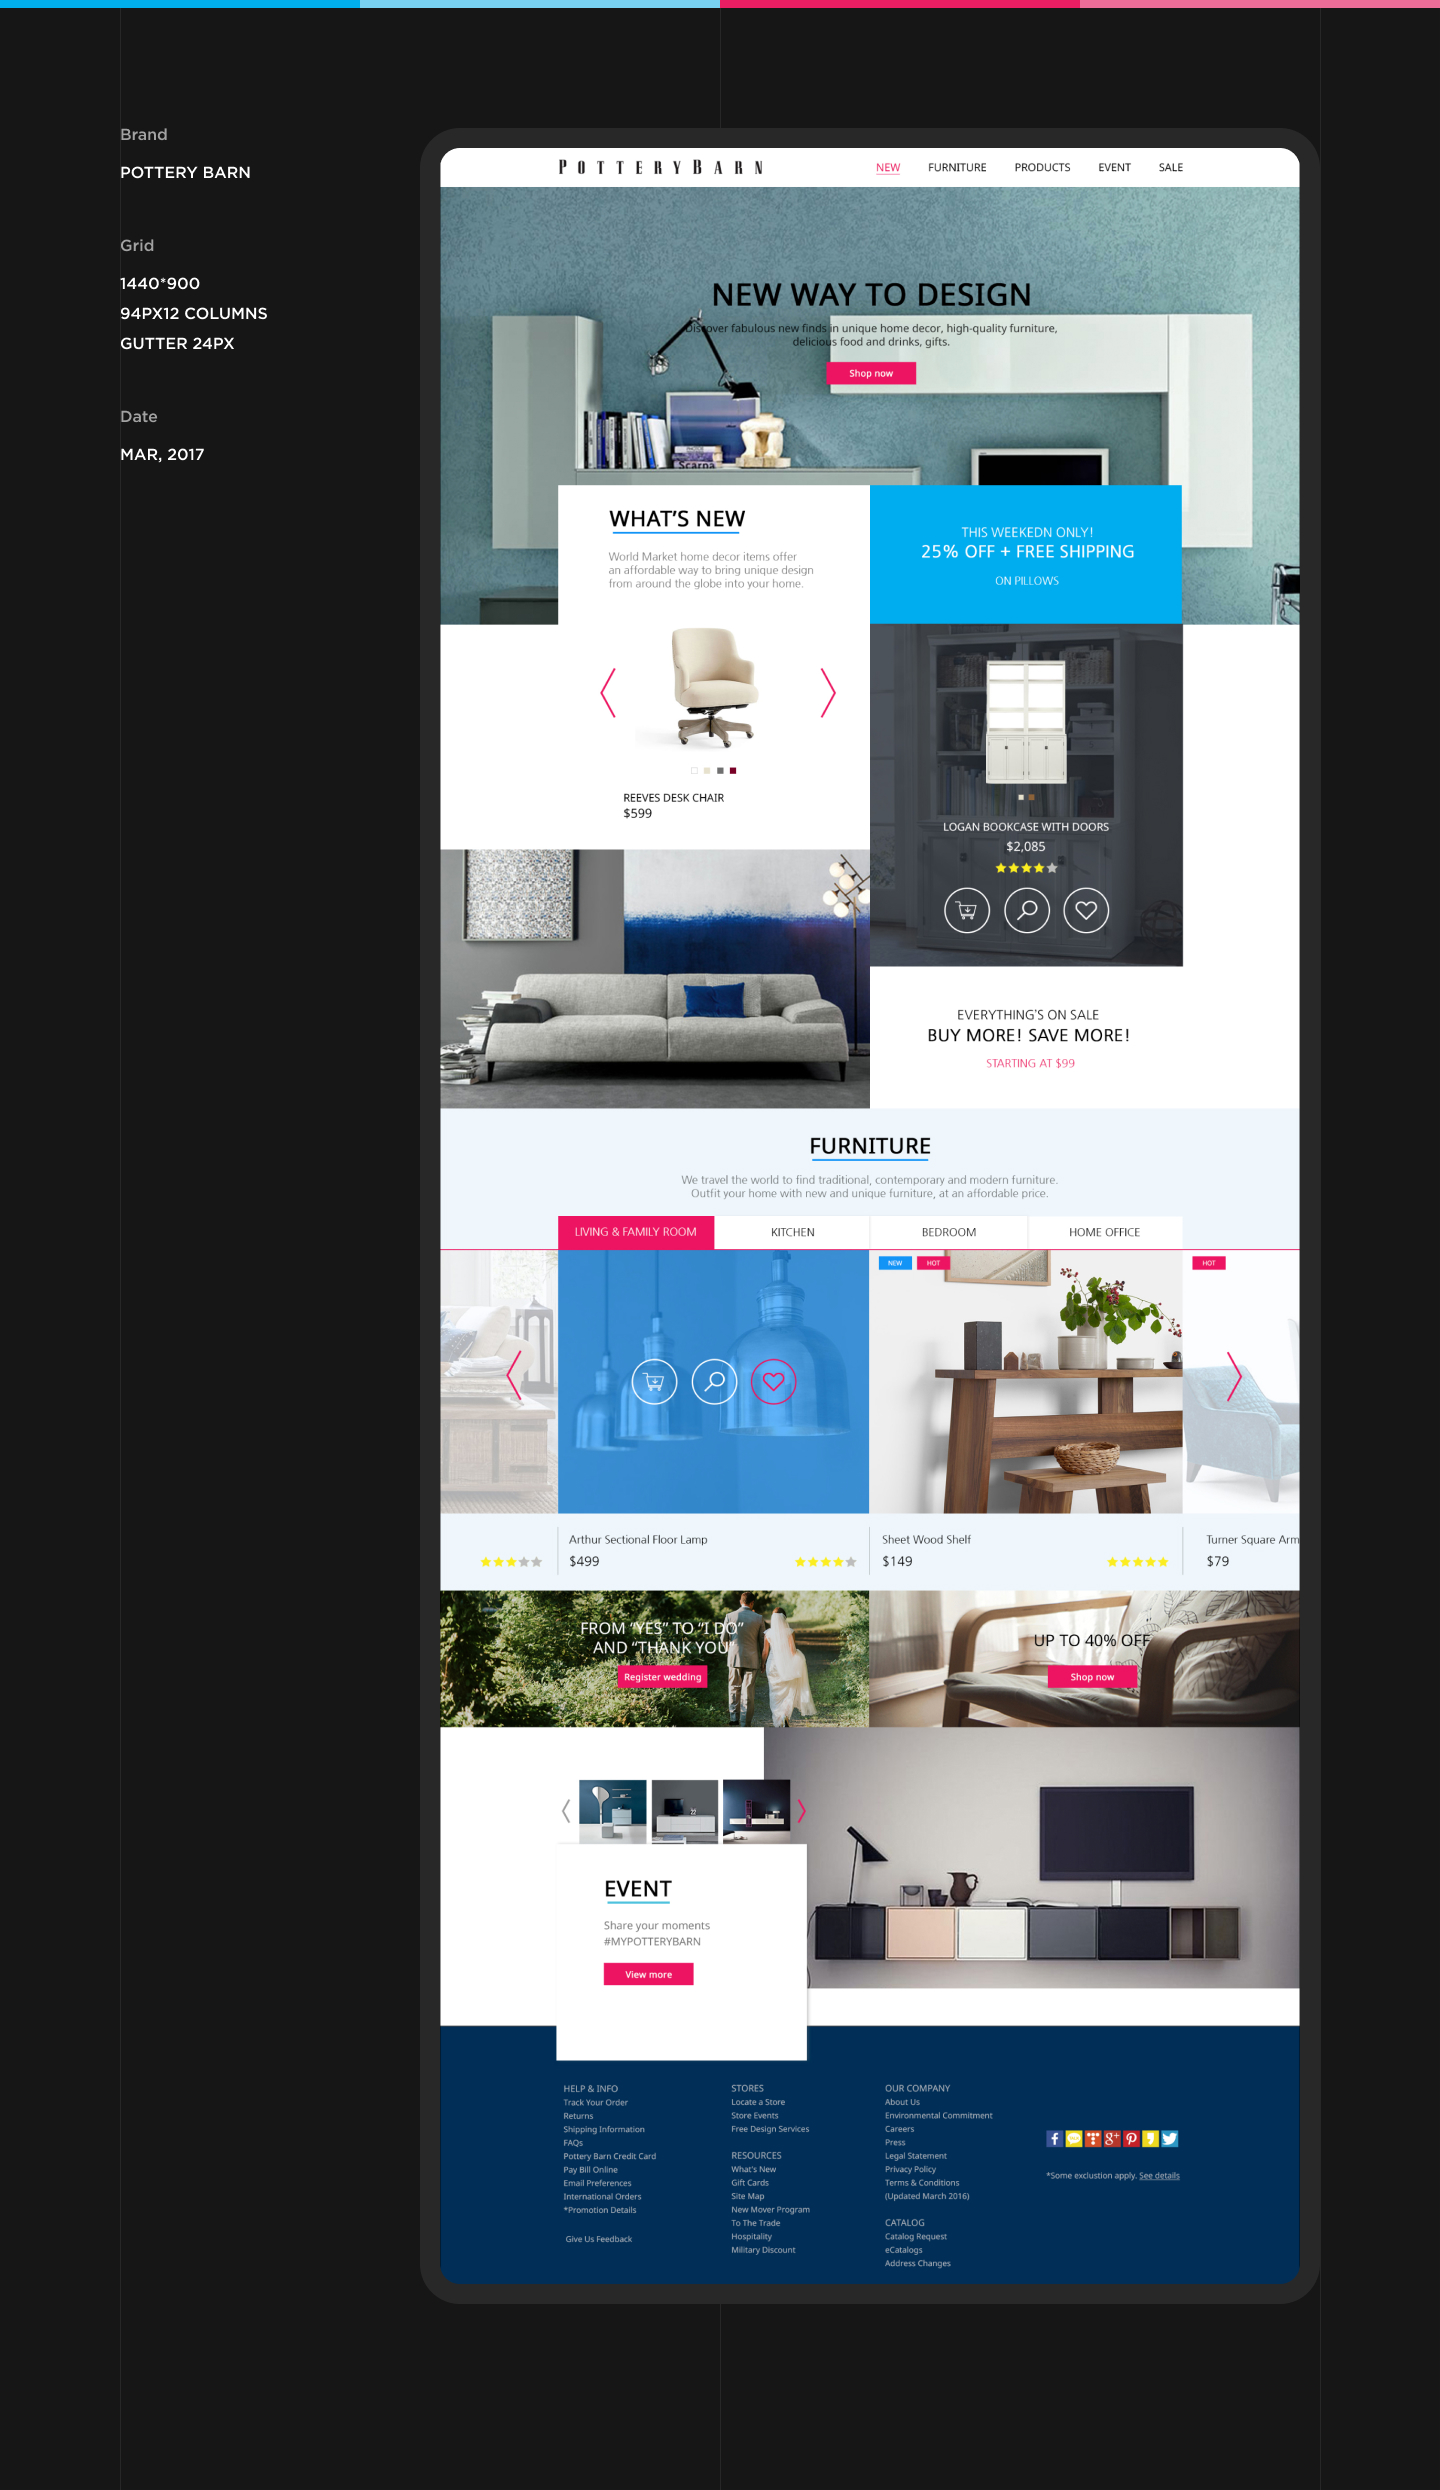 Brand
POTTERY BARN
Grid
1440*900
94PX12 COLUMNS
GUTTER 24PX
Date
MAR, 2017
POTTERYBARN
NEW
FURNITURE
PRODUCTS
EVENT
SALE
NEW WAY TO DESIGN
Discover fabulous new finds in unique home decor, high-quality furniture,
delicious food and drinks, gifts.
Shop now
Scarpa
WHAT'S NEW
World Market home decor items offer
an affordable way to bring unique design
from around the globe into your home.
THIS WEEKEDN ONLY!
25% OFF + FREE SHIPPING
ON PILLOWS
REEVES DESK CHAIR
$599
LOGAN BOOKCASE WITH DOORS
$2,085
EVERYTHING'S ON SALE
BUY MORE! SAVE MORE!
STARTING AT $99
FURNITURE
We travel the world to find traditional, contemporary and modern furniture.
Outfit your home with new and unique furniture, at an affordable price.
LIVING & FAMILY ROOM
KITCHEN
BEDROOM
HOME OFFICE
NEW
HOT
HOT
Arthur Sectional Floor Lamp
$499
Sheet Wood Shelf
$149
Turner Square Arm
$79
FROM “YES” TO “I DO”
AND “THANK YOU”
Register wedding
UP TO 40% OFF
Shop now
22
EVENT
Share your moments
#MYPOTTERYBARN
View more
HELP & INFO
Track Your Order
Returns
Shipping Information
FAQs
Pottery Barn Credit Card
Pay Bill Online
Email Preferences
International Orders
*Promotion Details
Give Us Feedback
STORES
Locate a Store
Store Events
Free Design Services
RESOURCES
What's New
Gift Cards
Site Map
New Mover Program
To The Trade
Hospitality
Military Discount
OUR COMPANY
About Us
Environmental Commitment
Careers
Press
Legal Statement
Privacy Policy
Terms & Conditions
(Updated March 2016)
CATALOG
Catalog Request
eCatalogs
Address Changes
*Some exclustion apply. See details